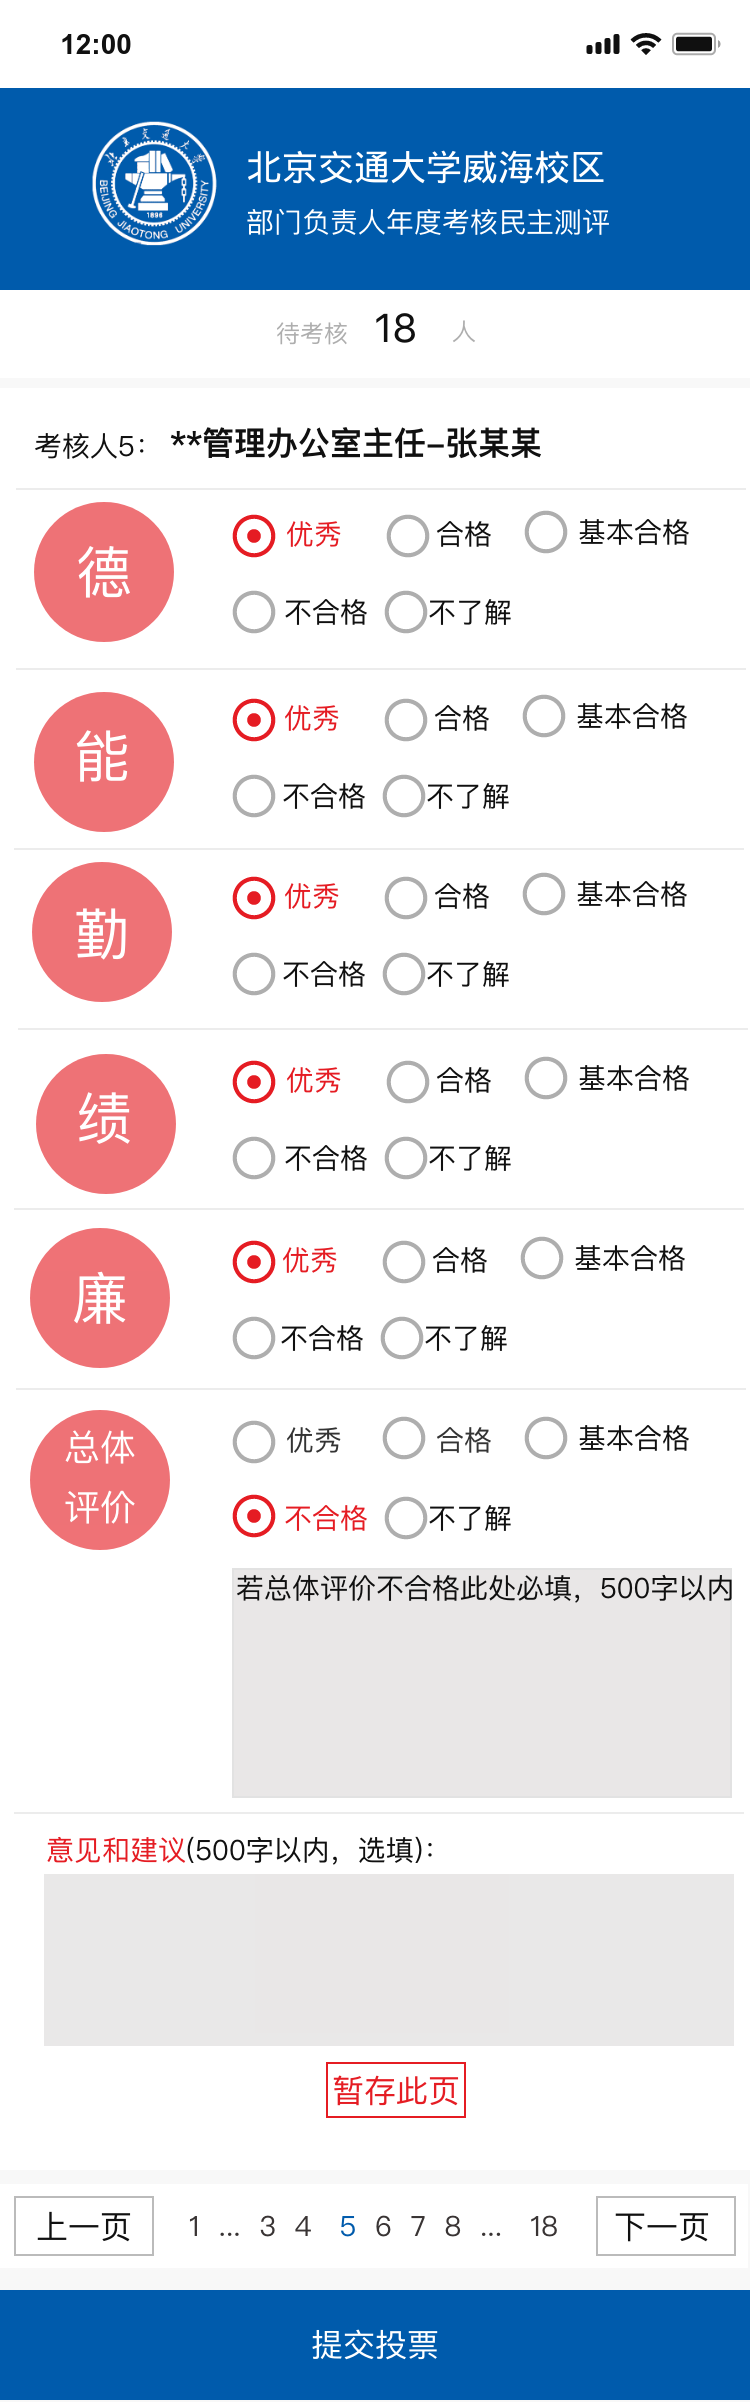 12:00
北京交通大学
BEIJING JIAOTONG UNIVERSITY
1896
北京交通大学威海校区
部门负责人年度考核民主测评
待考核 18 人
考核人5： **管理办公室主任–张某某
德
优秀 合格 基本合格
不合格 不了解
能
优秀 合格 基本合格
不合格 不了解
勤
优秀 合格 基本合格
不合格 不了解
绩
优秀 合格 基本合格
不合格 不了解
廉
优秀 合格 基本合格
不合格 不了解
总体
评价
优秀 合格 基本合格
不合格 不了解
若总体评价不合格此处必填，500字以内
意见和建议(500字以内，选填)：
暂存此页
上一页 1 ... 3 4 5 6 7 8 ... 18 下一页
提交投票